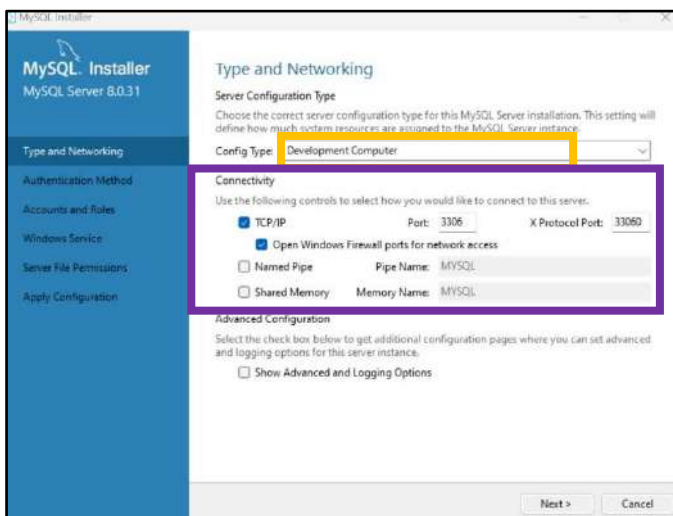 MySQL Installer
MySQL. Installer
MySQL Server 8.0.31
Type and Networking
Authentication Method
Accounts and Roles
Windows Service
Server File Permissions
Apply Configuration
Type and Networking
Server Configuration Type
Choose the correct server configuration type for this MySQL Server installation. This setting will
define how much system resources are assigned to the MySQL Server instance.
Config Type: Development Computer
Connectivity
Use the following controls to select how you would like to connect to this server.
TCP/IP Port: 3306 X Protocol Port: 33060
Open Windows Firewall ports for network access
Named Pipe Pipe Name: MYSQL
Shared Memory Memory Name: MYSQL
Advanced Configuration
Select the check box below to get additional configuration pages where you can set advanced
and logging options for this server instance.
Show Advanced and Logging Options
Next > Cancel